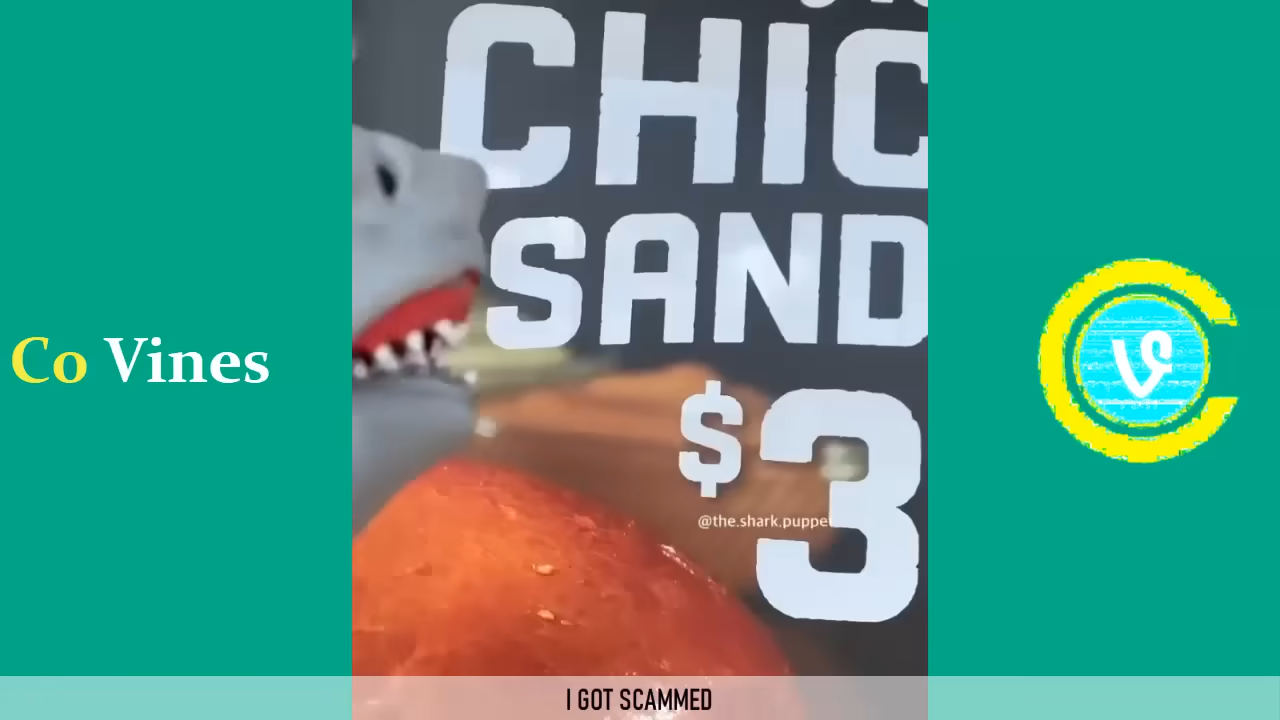 Co Vines
CHIC
SAND
$3
@the.shark.puppe
I GOT SCAMMED